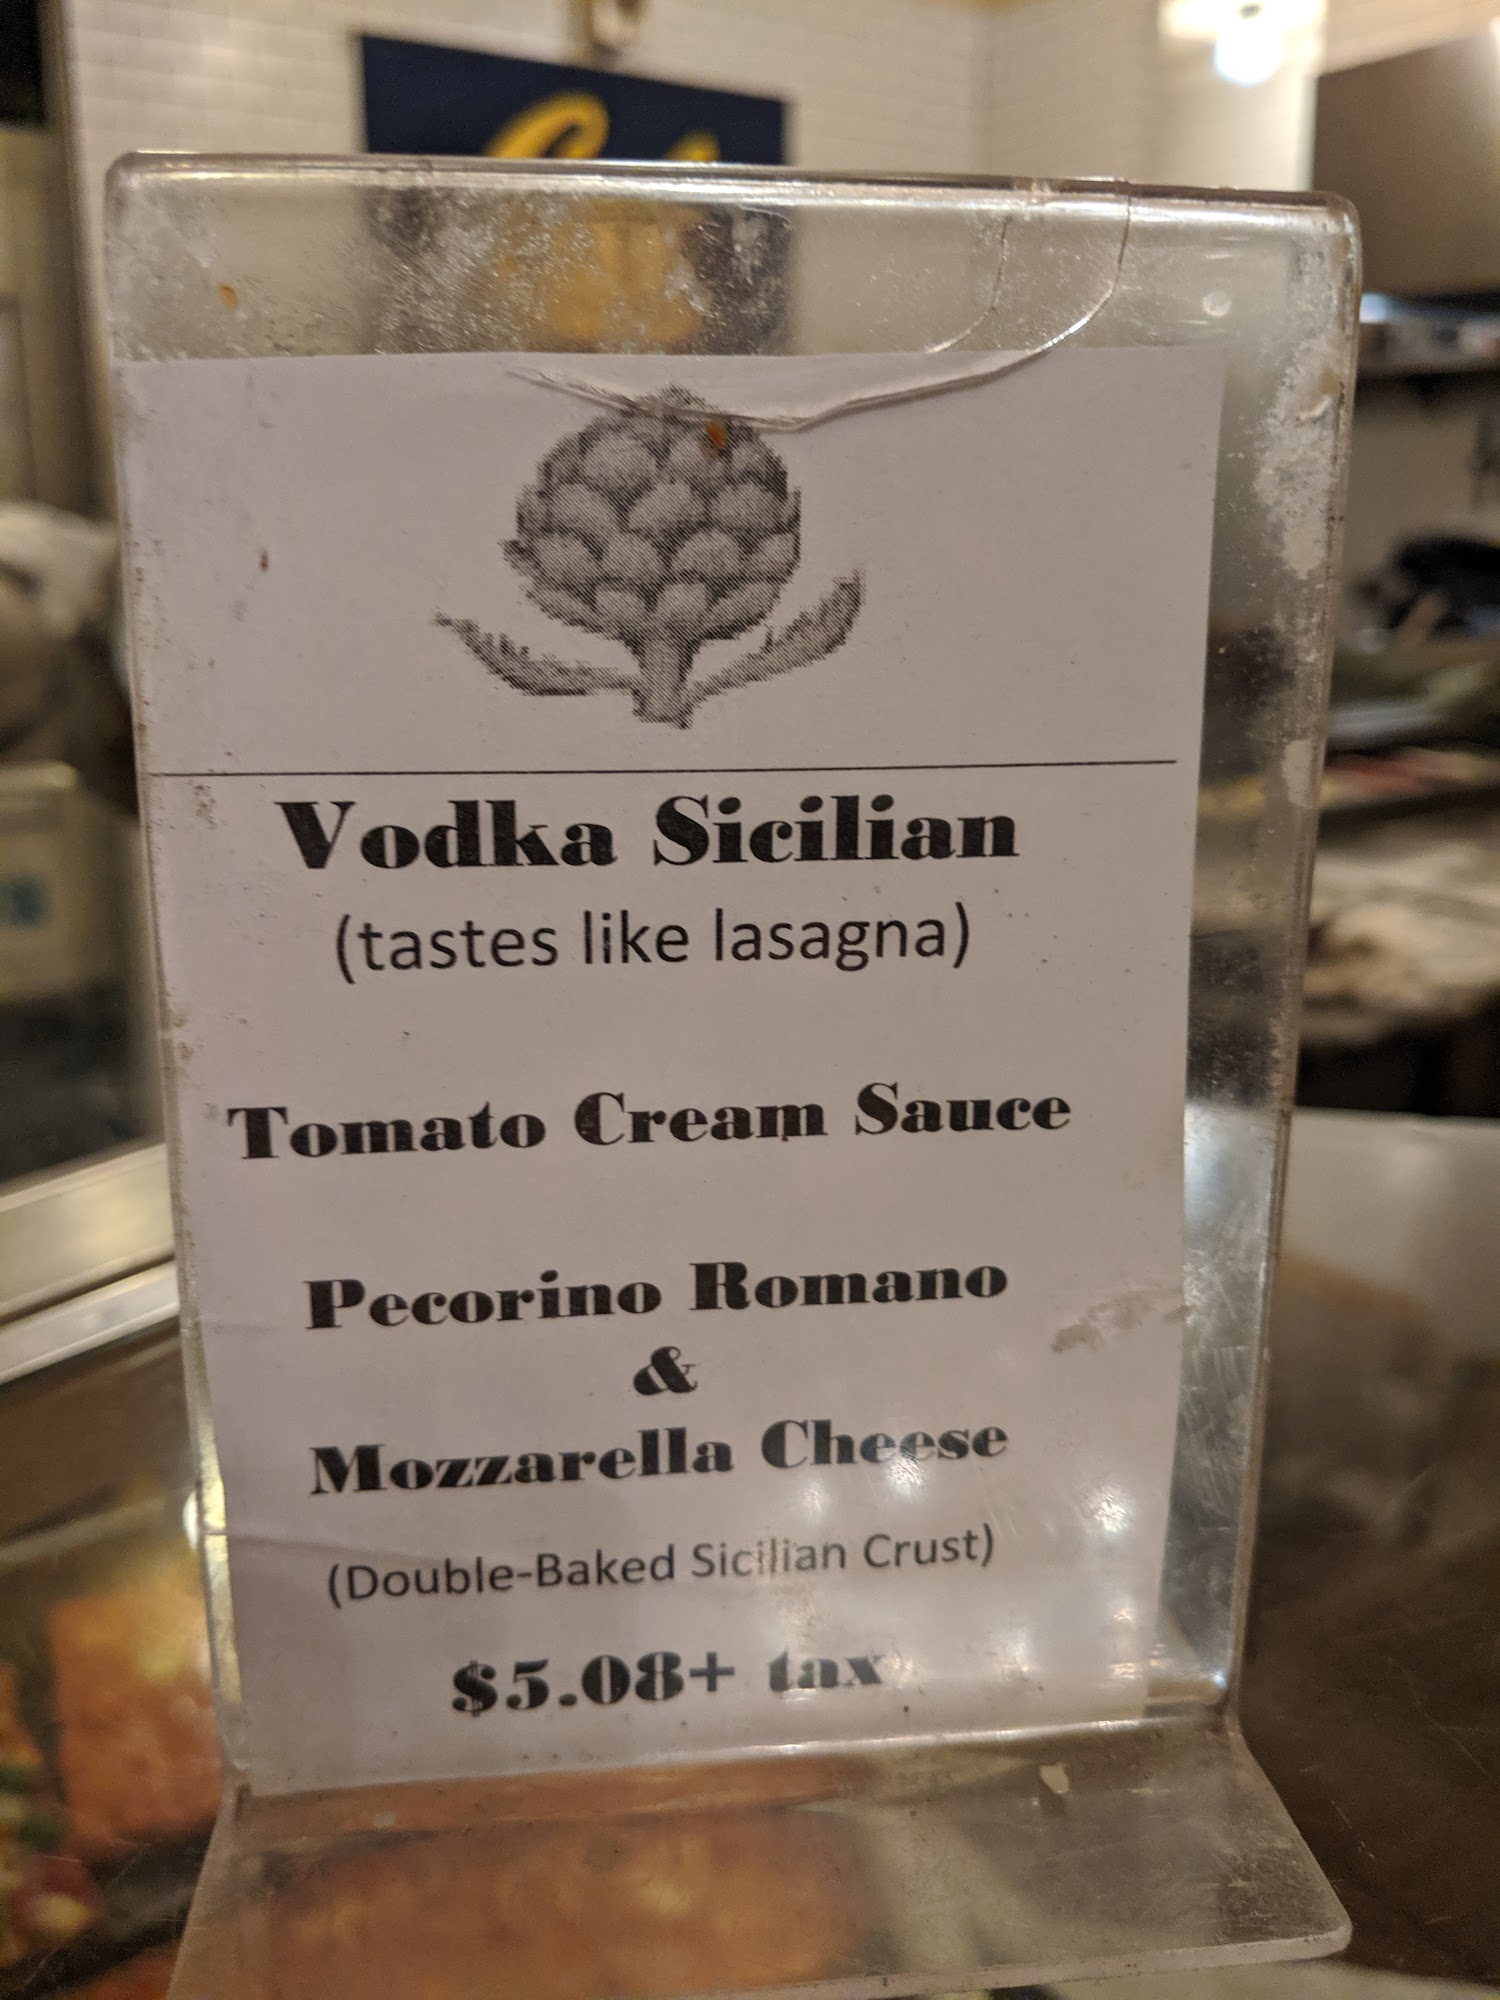 Vodka Sicilian
(tastes like lasagna)
Tomato Cream Sauce
Pecorino Romano
&
Mozzarella Cheese
(Double-Baked Sicilian Crust)
$5.08+ tax